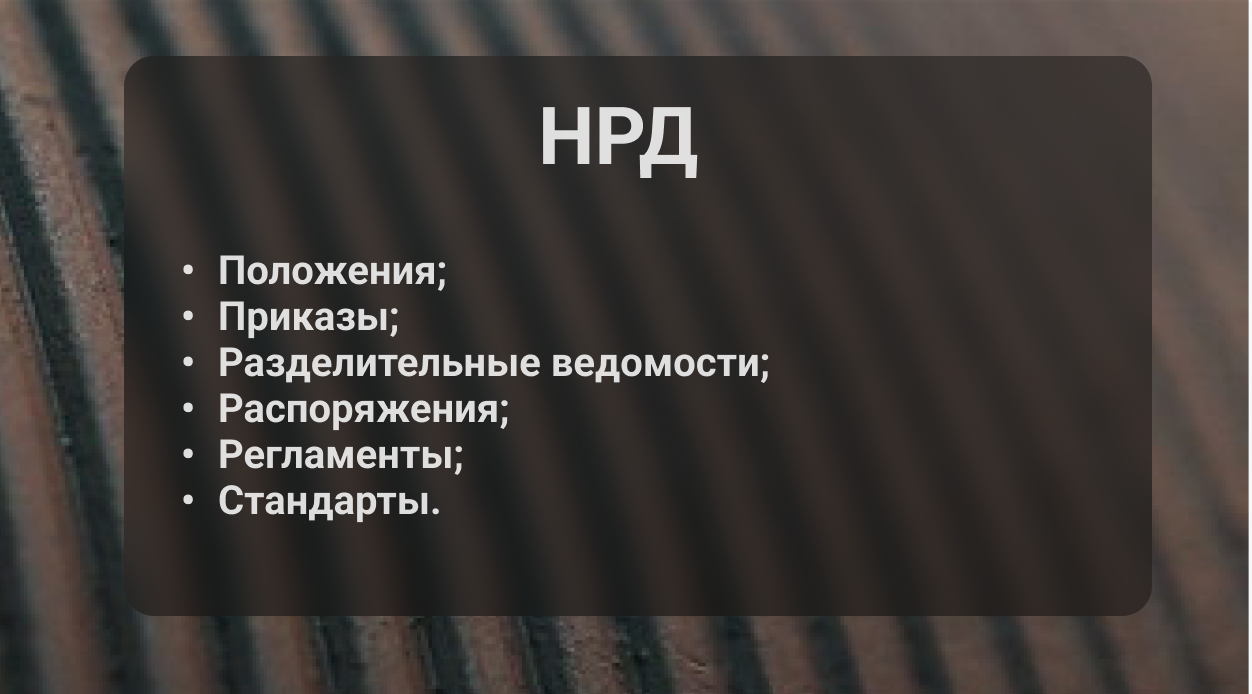 НРД
• Положения;
• Приказы;
• Разделительные ведомости;
• Распоряжения;
• Регламенты;
• Стандарты.